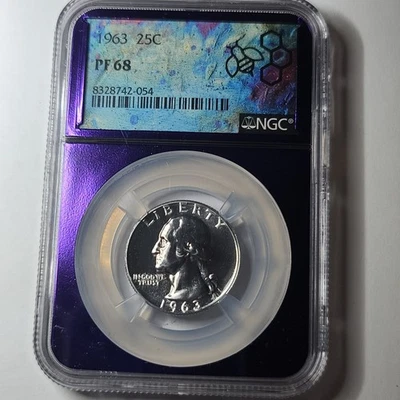 1963 25C
PF 68
8328742-054
NGC®
LIBERTY
IN GOD WE
TRUST
1963